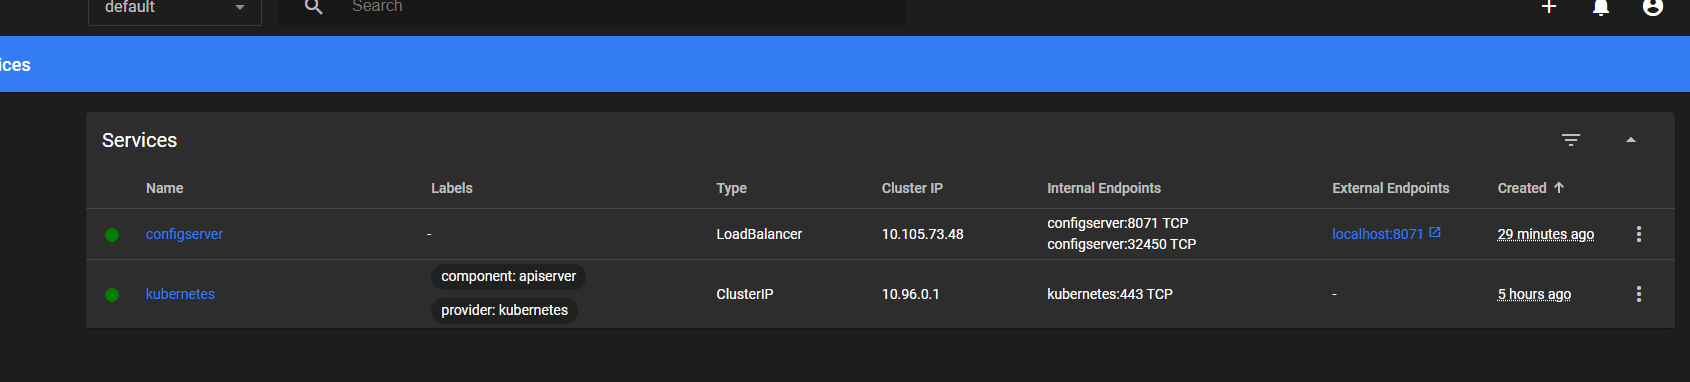 default
Search
ices
Services
Name Labels Type Cluster IP Internal Endpoints External Endpoints Created
configserver - LoadBalancer 10.105.73.48 configserver:8071 TCP localhost:8071 29 minutes ago
configserver:32450 TCP
kubernetes component: apiserver ClusterIP 10.96.0.1 kubernetes:443 TCP - 5 hours ago
provider: kubernetes